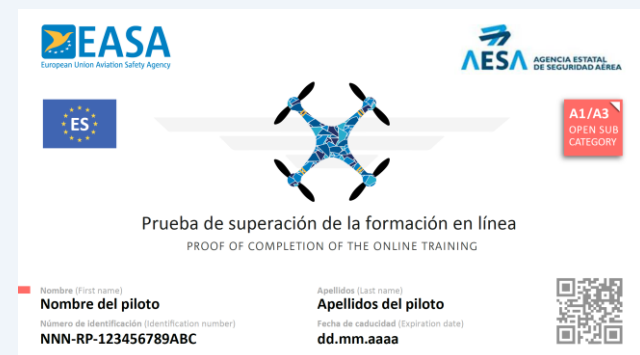 EASA
European Union Aviation Safety Agency
AESA
AGENCIA ESTATAL
DE SEGURIDAD AÉREA
ES
A1/A3
OPEN SUB
CATEGORY
Prueba de superación de la formación en línea
PROOF OF COMPLETION OF THE ONLINE TRAINING
Nombre (First name)
Nombre del piloto
Apellidos (Last name)
Apellidos del piloto
Número de identificación (Identification number)
NNN-RP-123456789ABC
Fecha de caducidad (Expiration date)
dd.mm.aaaa